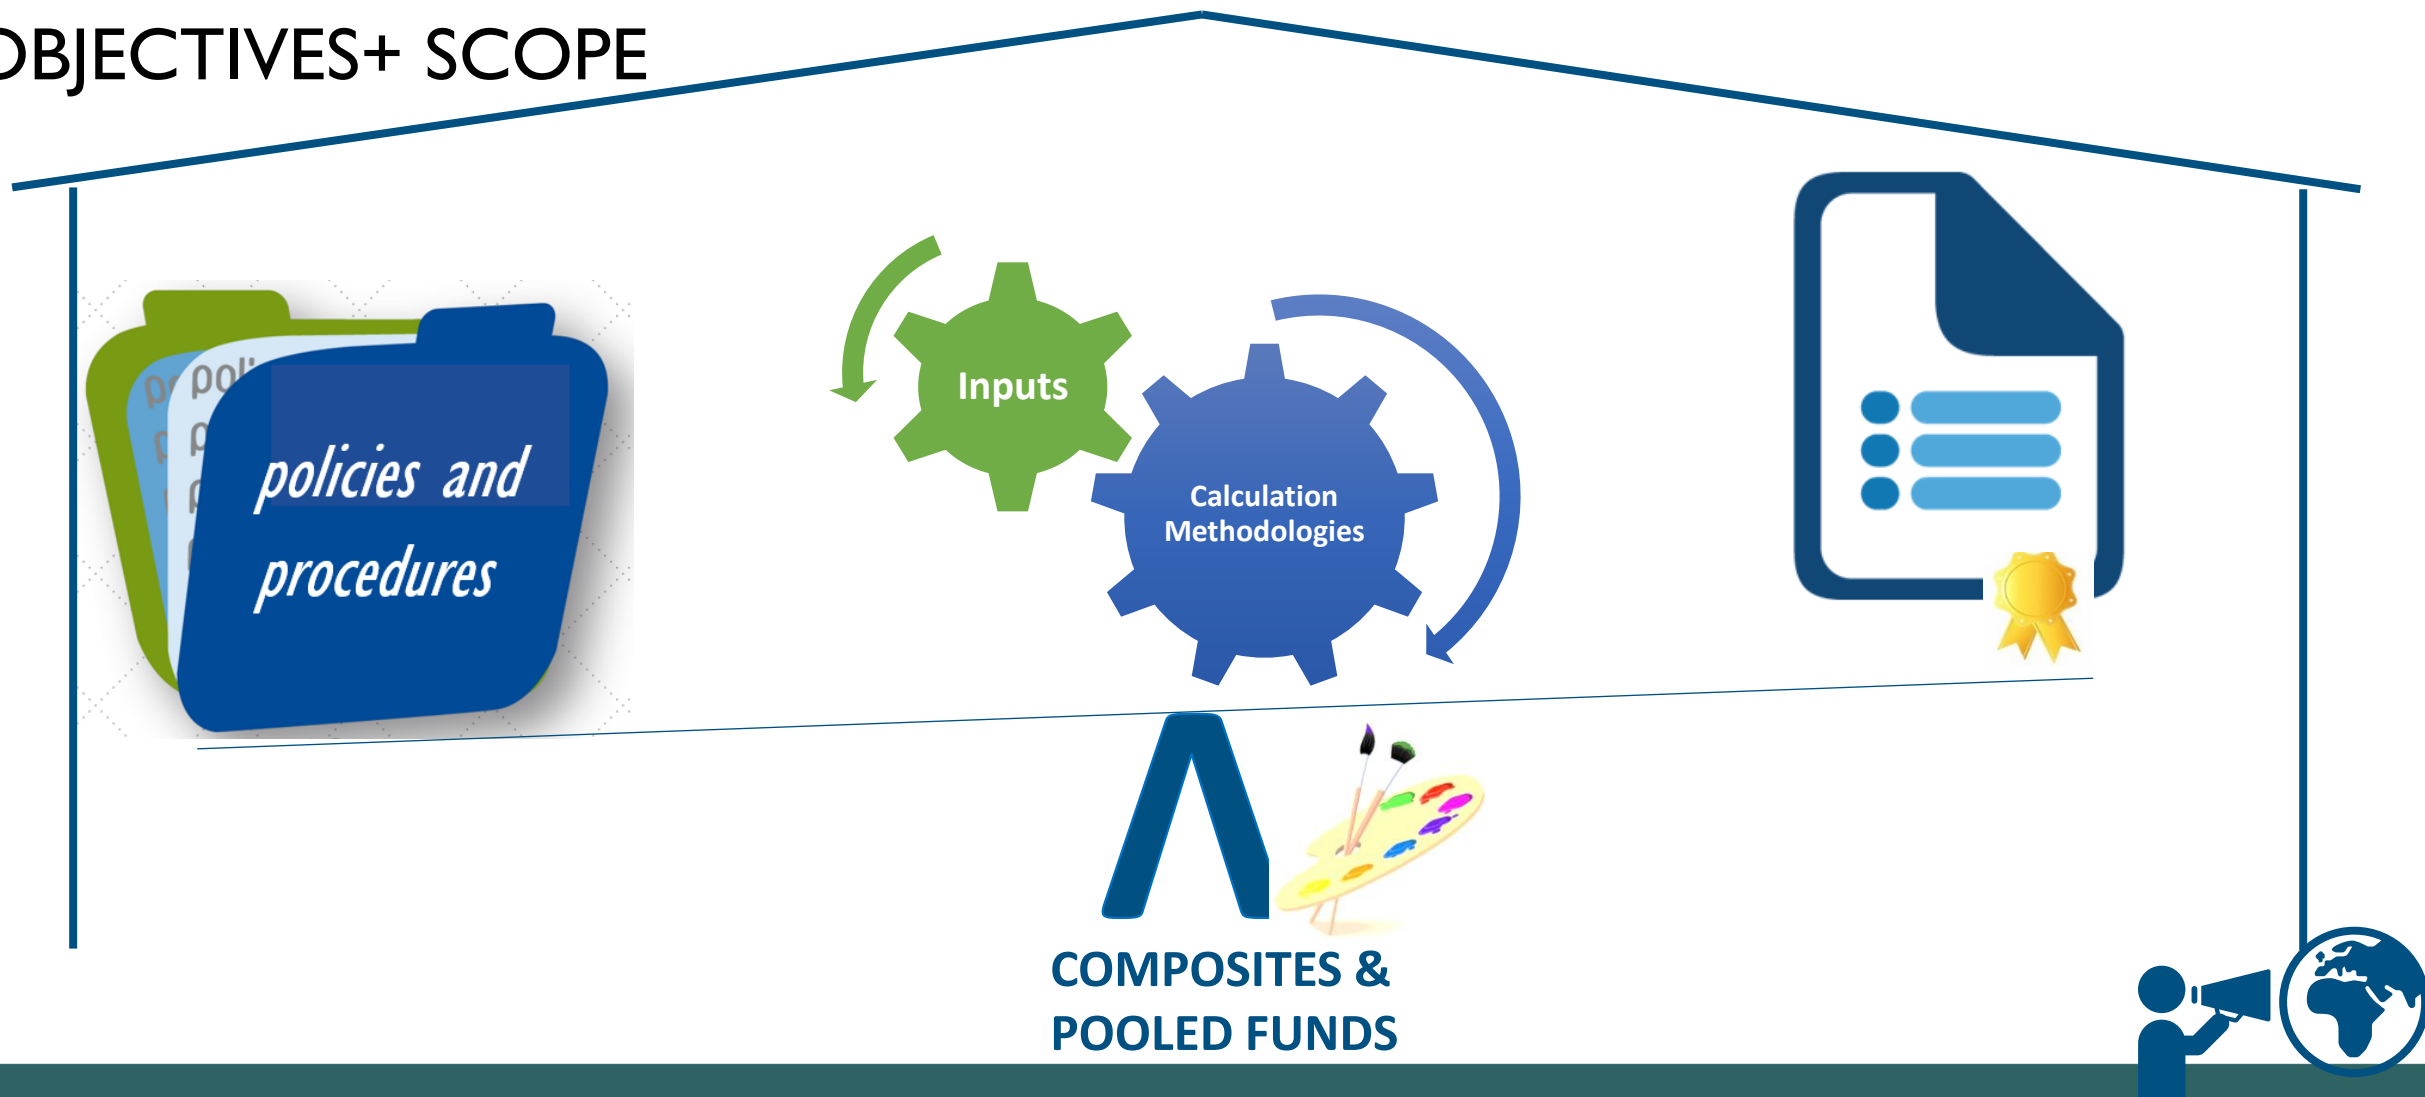 OBJECTIVES+ SCOPE
Inputs
Calculation
Methodologies
policies and
procedures
COMPOSITES &
POOLED FUNDS